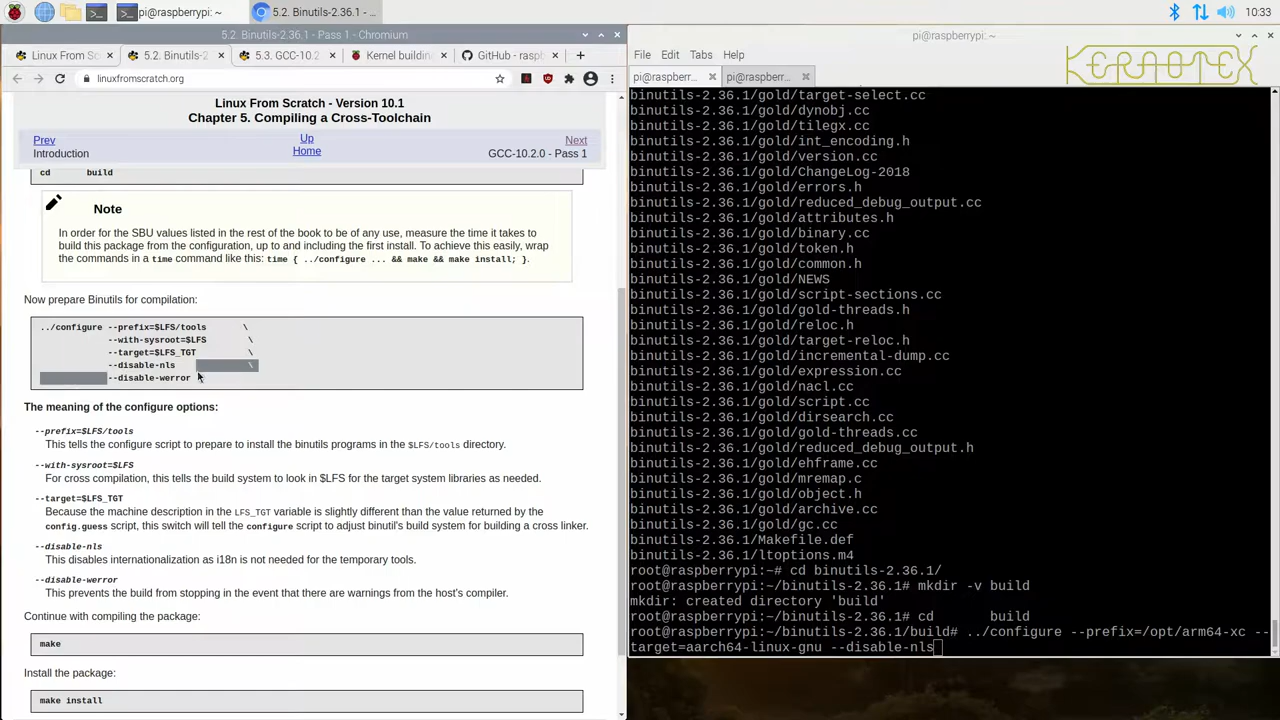 pi@raspberrypi: ~
5.2. Binutils-2.36.1 - ...
10:33
5.2. Binutils-2.36.1 - Pass 1 - Chromium
Linux From Sc
5.2. Binutils-2
5.3. GCC-10.2
Kernel building
GitHub - raspb
linuxfromscratch.org
Linux From Scratch - Version 10.1
Chapter 5. Compiling a Cross-Toolchain
Prev
Up
Next
Introduction
Home
GCC-10.2.0 - Pass 1
cd build
Note
In order for the SBU values listed in the rest of the book to be of any use, measure the time it takes to
build this package from the configuration, up to and including the first install. To achieve this easily, wrap
the commands in a time command like this: time { ../configure ... && make && make install; }.
Now prepare Binutils for compilation:
../configure --prefix=$LFS/tools \
--with-sysroot=$LFS \
--target=$LFS_TGT \
--disable-nls \
--disable-werror
The meaning of the configure options:
--prefix=$LFS/tools
This tells the configure script to prepare to install the binutils programs in the $LFS/tools directory.
--with-sysroot=$LFS
For cross compilation, this tells the build system to look in $LFS for the target system libraries as needed.
--target=$LFS_TGT
Because the machine description in the LFS_TGT variable is slightly different than the value returned by the
config.guess script, this switch will tell the configure script to adjust binutil's build system for building a cross linker.
--disable-nls
This disables internationalization as i18n is not needed for the temporary tools.
--disable-werror
This prevents the build from stopping in the event that there are warnings from the host's compiler.
Continue with compiling the package:
make
Install the package:
make install
pi@raspberrypi: ~
File Edit Tabs Help
KERAOTEX
pi@raspberr...
pi@raspberr...
binutils-2.36.1/gold/target-select.cc
binutils-2.36.1/gold/dynobj.cc
binutils-2.36.1/gold/tilegx.cc
binutils-2.36.1/gold/int_encoding.h
binutils-2.36.1/gold/version.cc
binutils-2.36.1/gold/ChangeLog-2018
binutils-2.36.1/gold/errors.h
binutils-2.36.1/gold/reduced_debug_output.cc
binutils-2.36.1/gold/attributes.h
binutils-2.36.1/gold/binary.cc
binutils-2.36.1/gold/token.h
binutils-2.36.1/gold/common.h
binutils-2.36.1/gold/NEWS
binutils-2.36.1/gold/script-sections.cc
binutils-2.36.1/gold/gold-threads.h
binutils-2.36.1/gold/reloc.h
binutils-2.36.1/gold/target-reloc.h
binutils-2.36.1/gold/incremental-dump.cc
binutils-2.36.1/gold/expression.cc
binutils-2.36.1/gold/nacl.cc
binutils-2.36.1/gold/script.cc
binutils-2.36.1/gold/dirsearch.cc
binutils-2.36.1/gold/gold-threads.cc
binutils-2.36.1/gold/reduced_debug_output.h
binutils-2.36.1/gold/ehframe.cc
binutils-2.36.1/gold/mremap.c
binutils-2.36.1/gold/object.h
binutils-2.36.1/gold/archive.cc
binutils-2.36.1/gold/gc.cc
binutils-2.36.1/Makefile.def
binutils-2.36.1/ltoptions.m4
root@raspberrypi:~# cd binutils-2.36.1/
root@raspberrypi:~/binutils-2.36.1# mkdir -v build
mkdir: created directory 'build'
root@raspberrypi:~/binutils-2.36.1# cd build
root@raspberrypi:~/binutils-2.36.1/build# ../configure --prefix=/opt/arm64-xc --
target=aarch64-linux-gnu --disable-nls